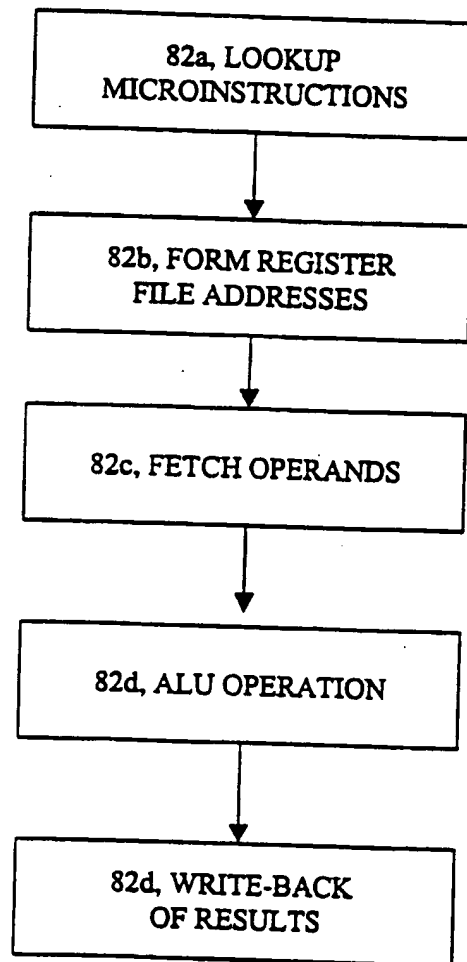 82a, LOOKUP
MICROINSTRUCTIONS
82b, FORM REGISTER
FILE ADDRESSES
82c, FETCH OPERANDS
82d, ALU OPERATION
82d, WRITE-BACK
OF RESULTS